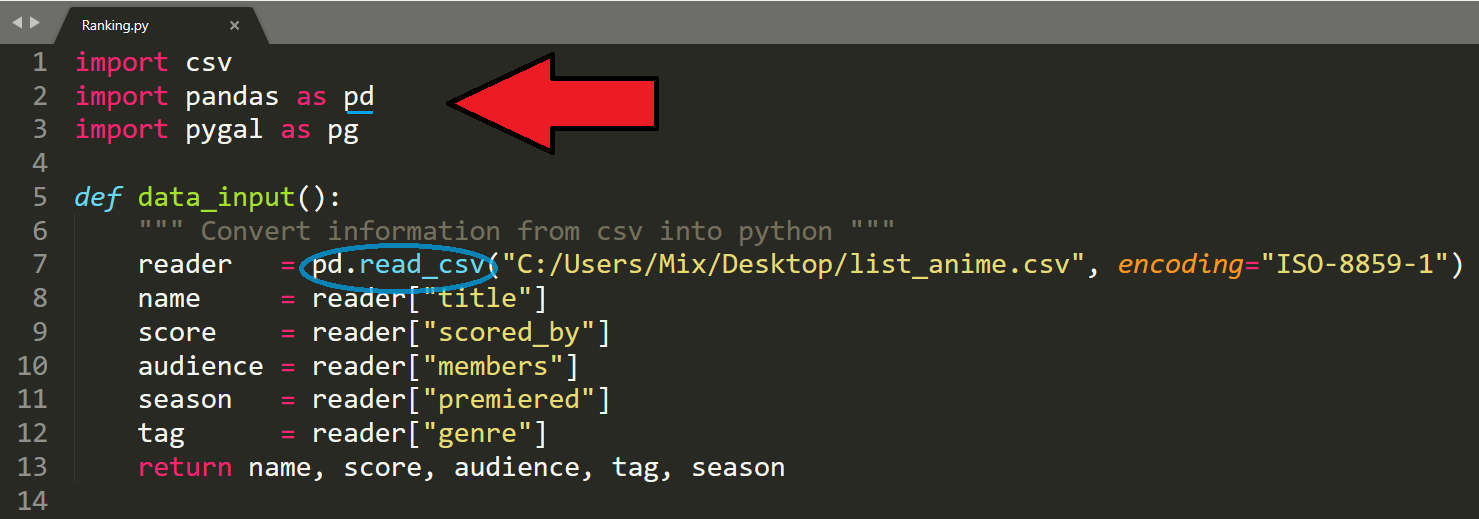 Ranking.py
1 import csv
2 import pandas as pd
3 import pygal as pg
4
5 def data_input():
6     """ Convert information from csv into python """
7     reader   = pd.read_csv("C:/Users/Mix/Desktop/list_anime.csv", encoding="ISO-8859-1")
8     name     = reader["title"]
9     score    = reader["scored_by"]
10     audience = reader["members"]
11     season   = reader["premiered"]
12     tag      = reader["genre"]
13     return name, score, audience, tag, season
14